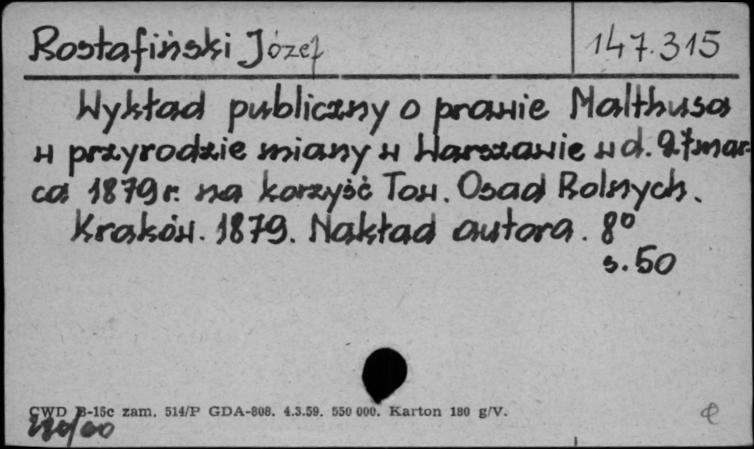 Rostafiński Józef
147.315
Wykład publiczny o prawie Malthusa
w przyrodzie miany w Warszawie w d. 27 mar-
ca 1879 r. na korzyść Tow. Osad Rolnych.
Kraków. 1879. Nakład autora. 8°
s. 50
CWD B-15c zam. 514/P GDA-808. 4.3.59. 550 000. Karton 180 g/V.